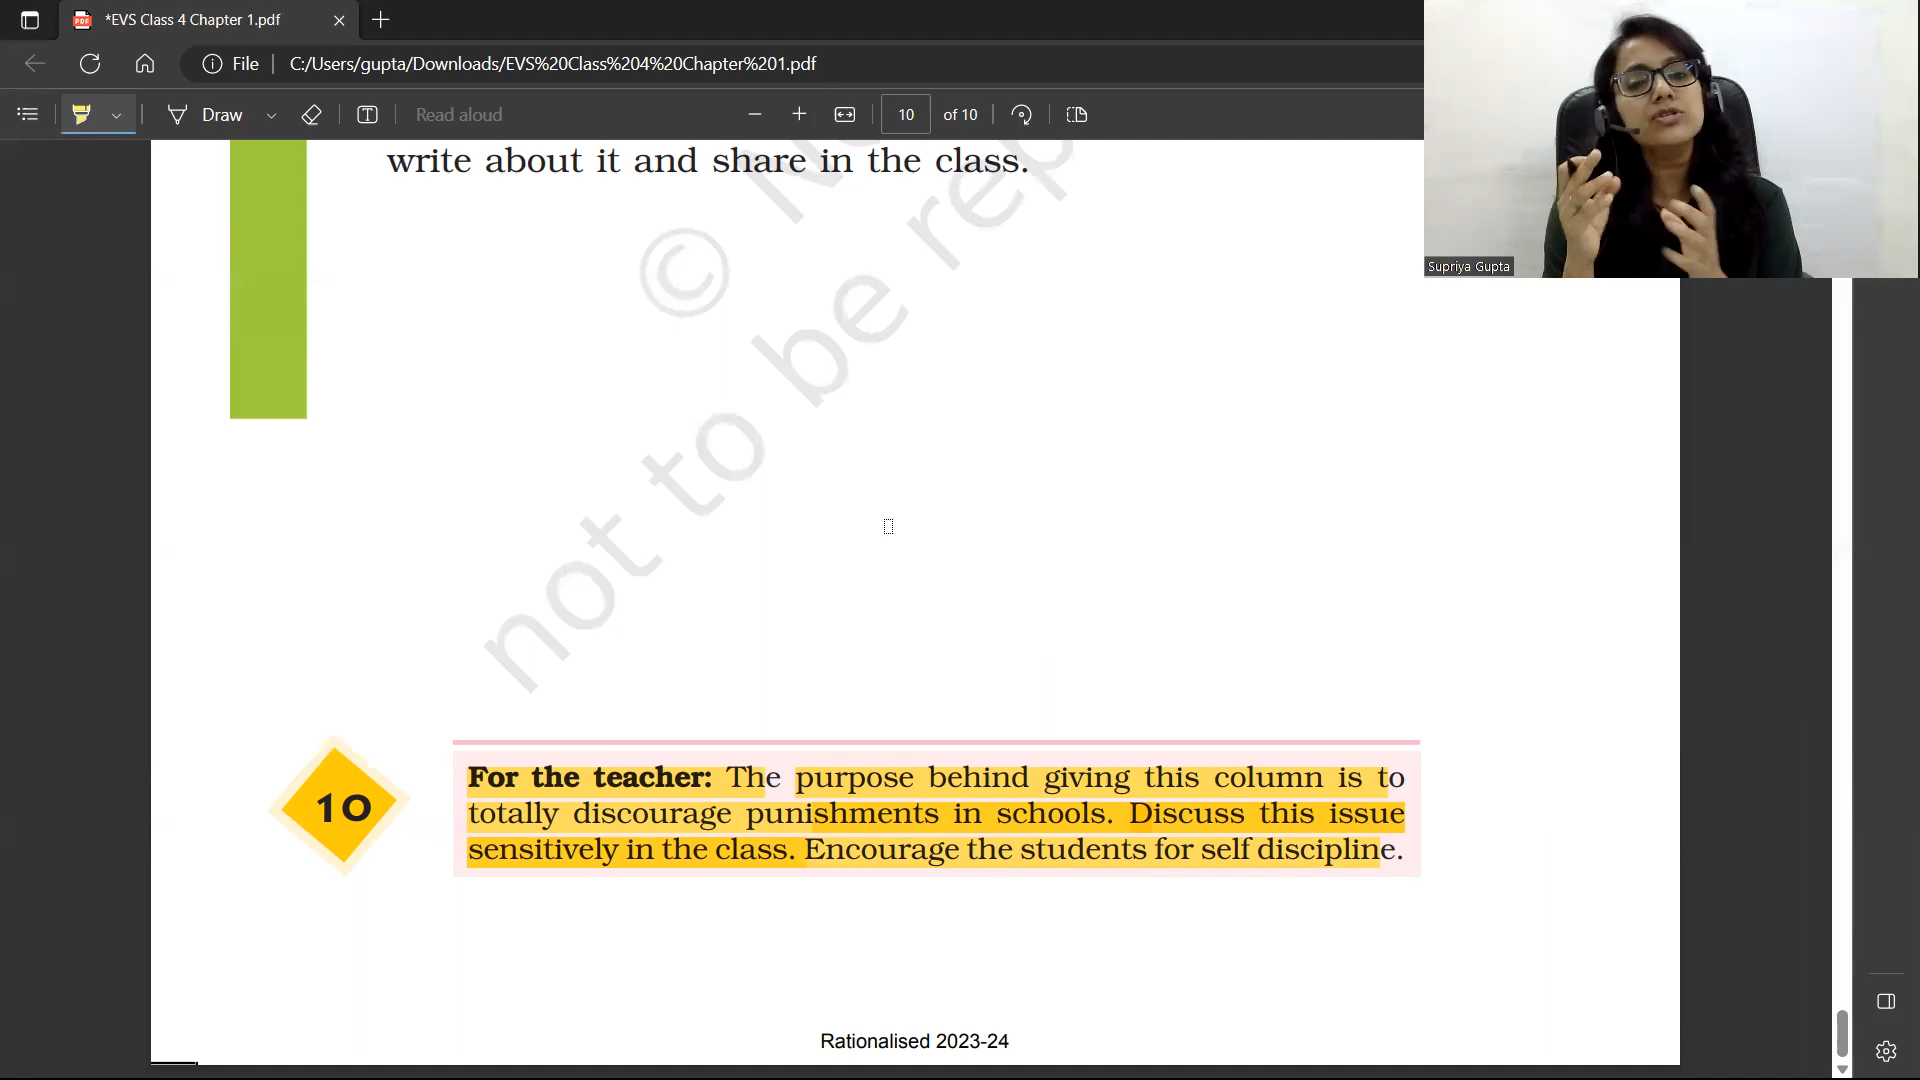 *EVS Class 4 Chapter 1.pdf
File
C:/Users/gupta/Downloads/EVS%20Class%204%20Chapter%201.pdf
Draw
Read aloud
10 of 10
Supriya Gupta
write about it and share in the class.
©
not to be
10
For the teacher: The purpose behind giving this column is to
totally discourage punishments in schools. Discuss this issue
sensitively in the class. Encourage the students for self discipline.
Rationalised 2023-24